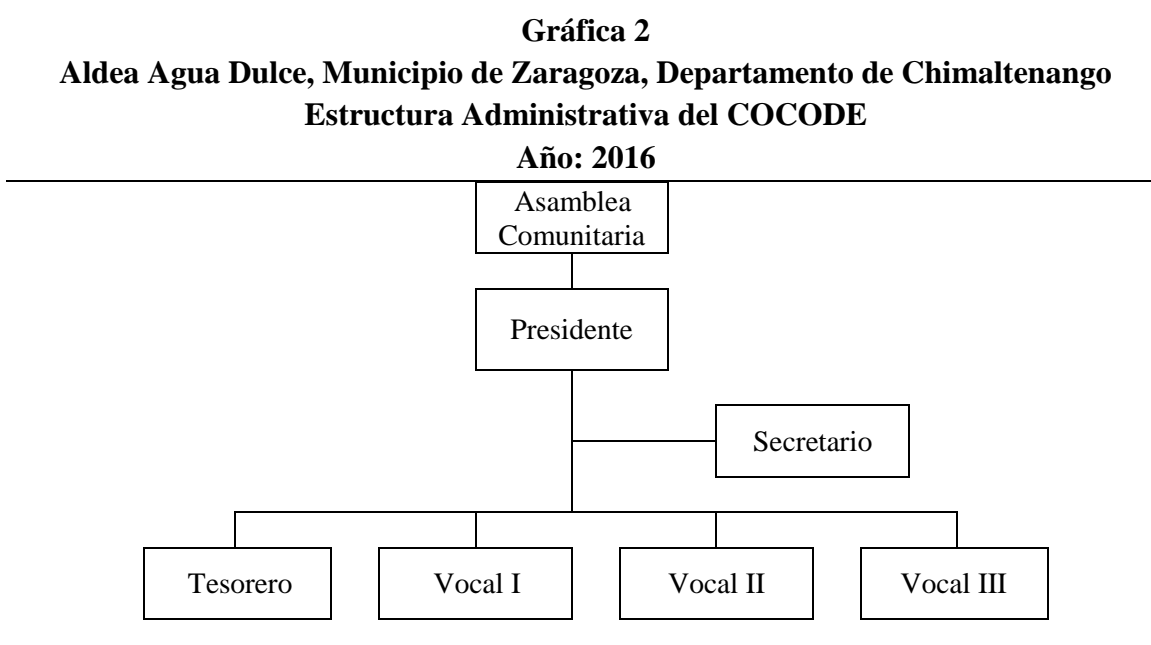 Gráfica 2
Aldea Agua Dulce, Municipio de Zaragoza, Departamento de Chimaltenango
Estructura Administrativa del COCODE
Año: 2016
Asamblea
Comunitaria
Presidente
Secretario
Tesorero
Vocal I
Vocal II
Vocal III